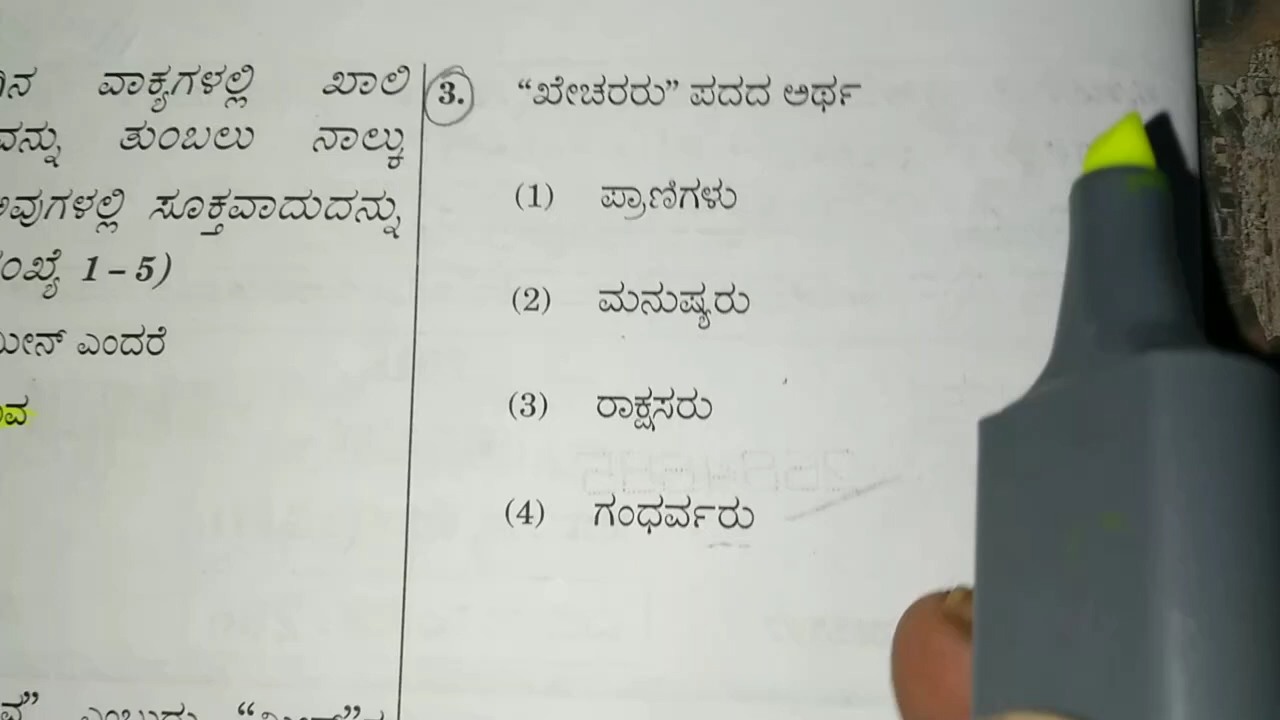 ವಾಕ್ಯಗಳಲ್ಲಿ ಖಾಲಿ
ತುಂಬಲು ನಾಲ್ಕು
ಸೂಕ್ತವಾದುದನ್ನು
1 – 5)
ಎಂದರೆ
3. “ಖೇಚರರು” ಪದದ ಅರ್ಥ
(1) ಪ್ರಾಣಿಗಳು
(2) ಮನುಷ್ಯರು
(3) ರಾಕ್ಷಸರು
(4) ಗಂಧರ್ವರು